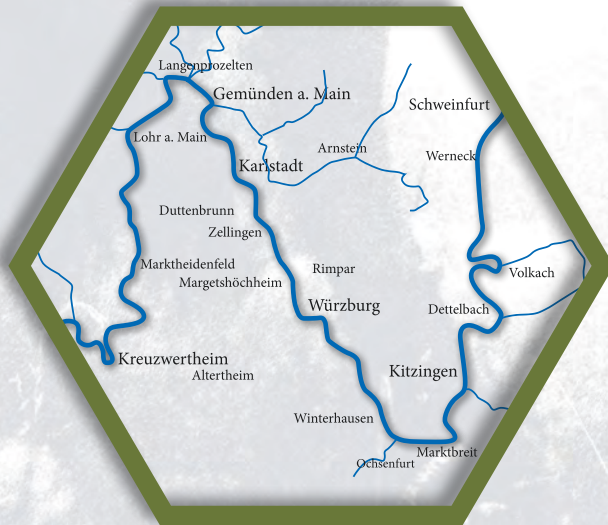 Langenprozelten
Gemünden a. Main
Schweinfurt
Lohr a. Main
Arnstein
Werneck
Karlstadt
Duttenbrunn
Zellingen
Marktheidenfeld
Rimpar
Volkach
Margetshöchheim
Würzburg
Dettelbach
Kreuzwertheim
Altertheim
Kitzingen
Winterhausen
Marktbreit
Ochsenfurt